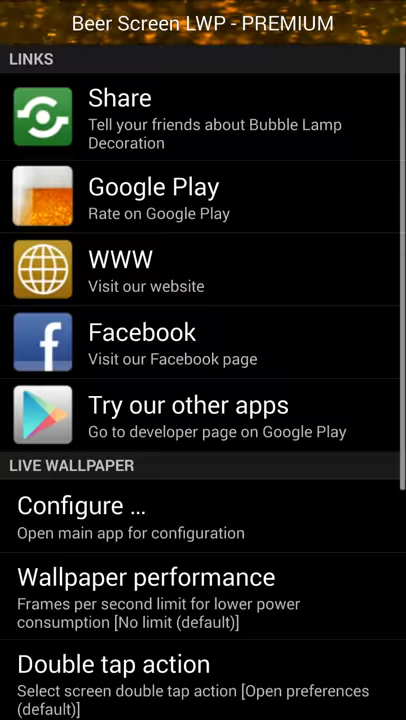 Beer Screen LWP - PREMIUM
LINKS
Share
Tell your friends about Bubble Lamp
Decoration
Google Play
Rate on Google Play
WWW
Visit our website
Facebook
Visit our Facebook page
Try our other apps
Go to developer page on Google Play
LIVE WALLPAPER
Configure ...
Open main app for configuration
Wallpaper performance
Frames per second limit for lower power
consumption [No limit (default)]
Double tap action
Select screen double tap action [Open preferences
(default)]